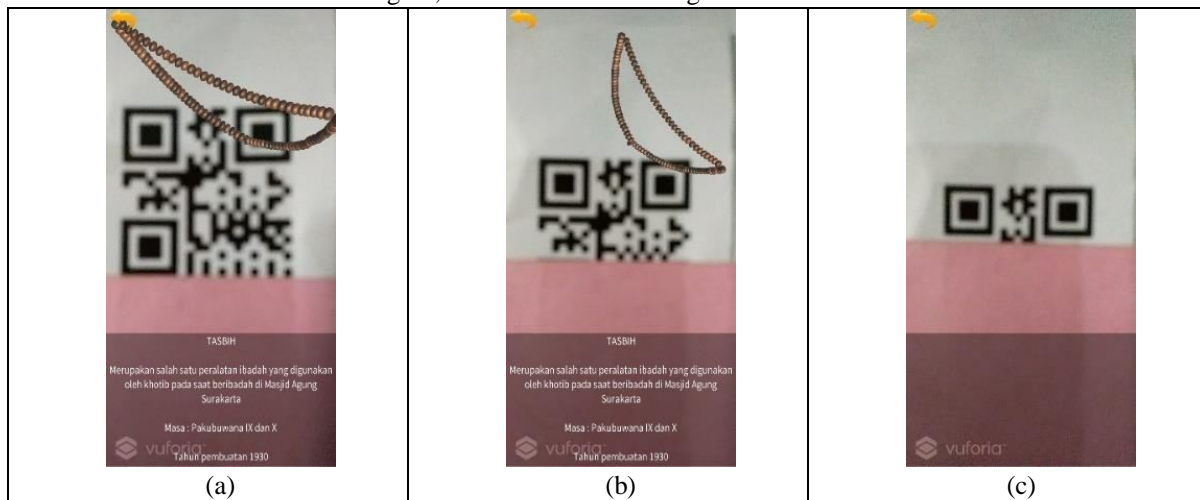 TASBIH
Merupakan salah satu peralatan ibadah yang digunakan
oleh khotib pada saat beribadah di Masjid Agung
Surakarta
Masa : Pakubuwana IX dan X
vuforia
Tahun pembuatan 1930
(a)
TASBIH
Merupakan salah satu peralatan ibadah yang digunakan
oleh khotib pada saat beribadah di Masjid Agung
Surakarta
Masa : Pakubuwana IX dan X
vuforia
Tahun pembuatan 1930
(b)
vuforia
(c)